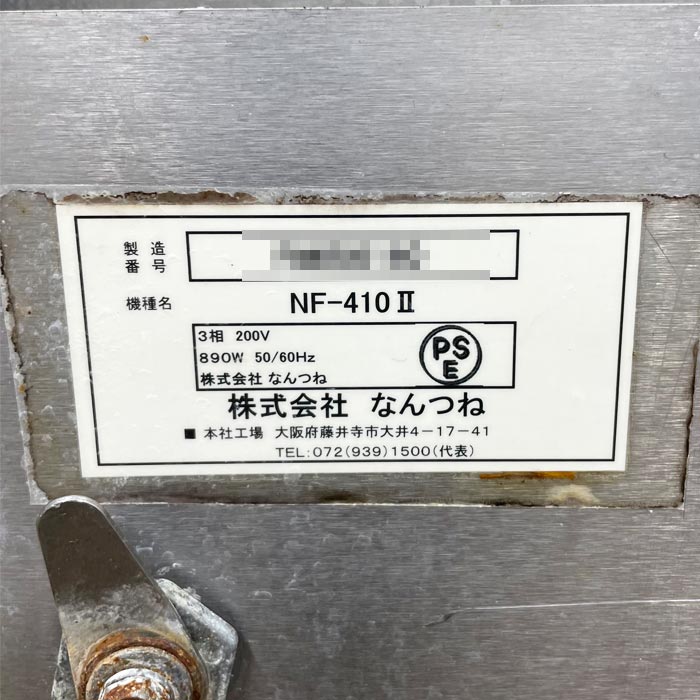 製造
番号
機種名 NF-410Ⅱ
3相 200V
890W 50/60Hz
株式会社 なんつね
PS
E
株式会社 なんつね
■ 本社工場 大阪府藤井寺市大井4-17-41
TEL:072(939)1500(代表)